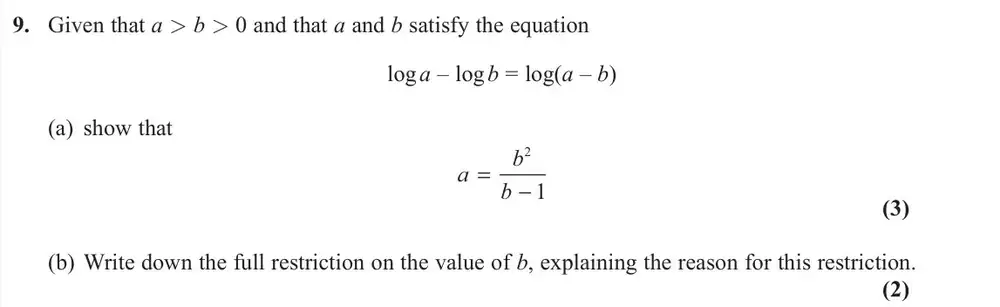 9. Given that a > b > 0 and that a and b satisfy the equation
log a – log b = log(a – b)
(a) show that
a = b²/(b – 1)
(3)
(b) Write down the full restriction on the value of b, explaining the reason for this restriction.
(2)